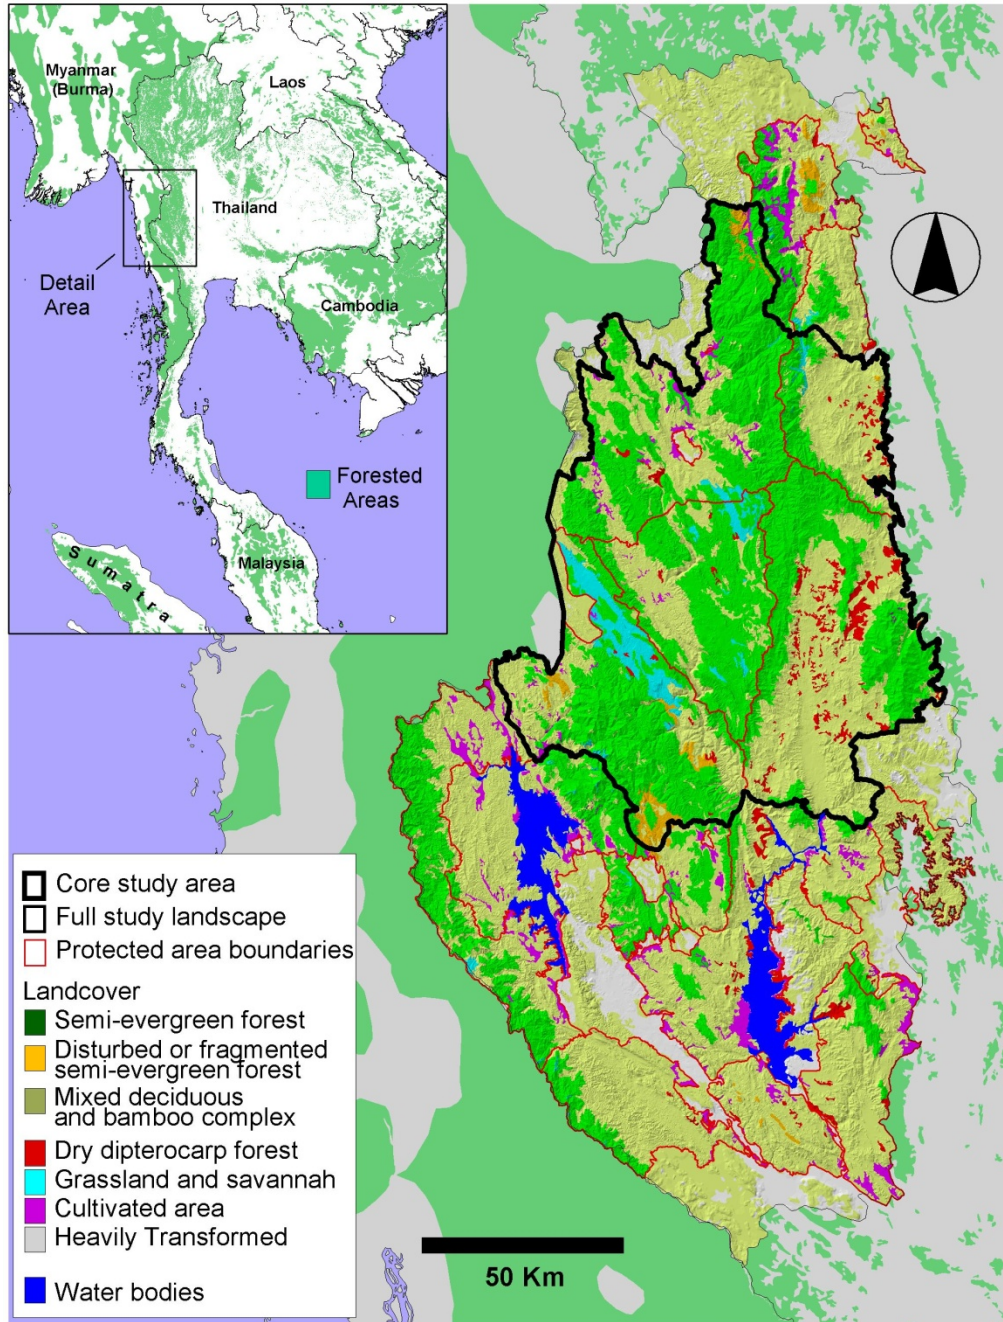 Myanmar
(Burma)
Laos
Thailand
Detail
Area
Cambodia
Forested
Areas
Sumatra
Malaysia
Core study area
Full study landscape
Protected area boundaries
Landcover
Semi-evergreen forest
Disturbed or fragmented
semi-evergreen forest
Mixed deciduous
and bamboo complex
Dry dipterocarp forest
Grassland and savannah
Cultivated area
Heavily Transformed
Water bodies
50 Km